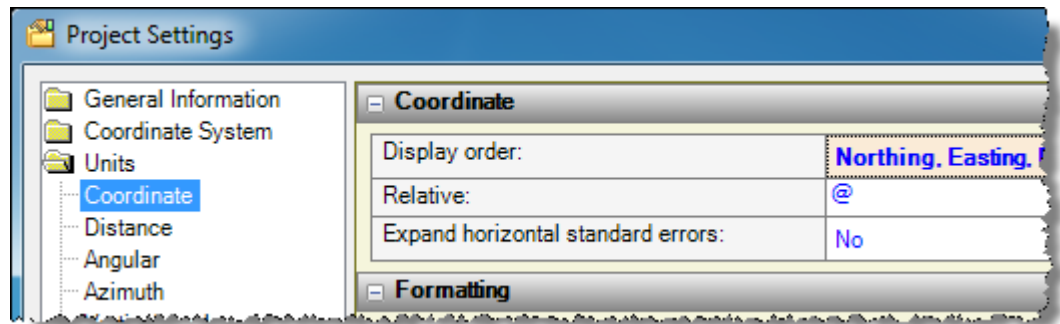 Project Settings
General Information
Coordinate System
Units
Coordinate
Distance
Angular
Azimuth
Coordinate
Display order:
Northing, Easting,
Relative:
@
Expand horizontal standard errors:
No
Formatting